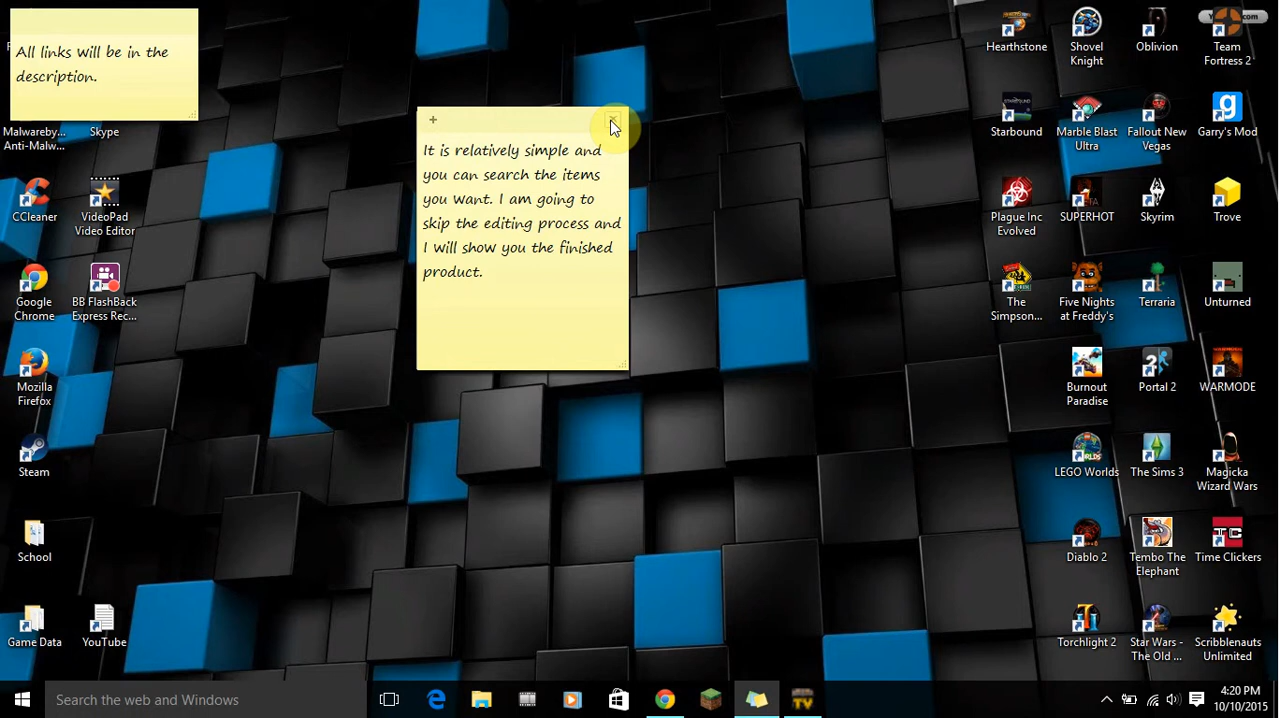 All links will be in the
description.
It is relatively simple and
you can search the items
you want. I am going to
skip the editing process and
I will show you the finished
product.
Malwareby...
Anti-Malw...
Skype
CCleaner
VideoPad
Video Editor
Google
Chrome
BB FlashBack
Express Rec...
Mozilla
Firefox
Steam
School
Game Data
YouTube
Hearthstone
Shovel
Knight
Oblivion
Team
Fortress 2
Starbound
Marble Blast
Ultra
Fallout New
Vegas
Garry's Mod
Plague Inc
Evolved
SUPERHOT
Skyrim
Trove
The
Simpson...
Five Nights
at Freddy's
Terraria
Unturned
Burnout
Paradise
Portal 2
WARMODE
LEGO Worlds
The Sims 3
Magicka
Wizard Wars
Diablo 2
Tembo The
Elephant
Time Clickers
Torchlight 2
Star Wars -
The Old ...
Scribblenauts
Unlimited
Search the web and Windows
4:20 PM
10/10/2015